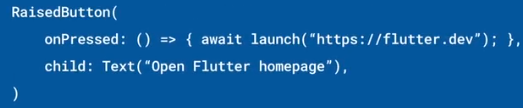 RaisedButton(
onPressed: () => { await launch(“https://flutter.dev”); },
child: Text(“Open Flutter homepage”),
)